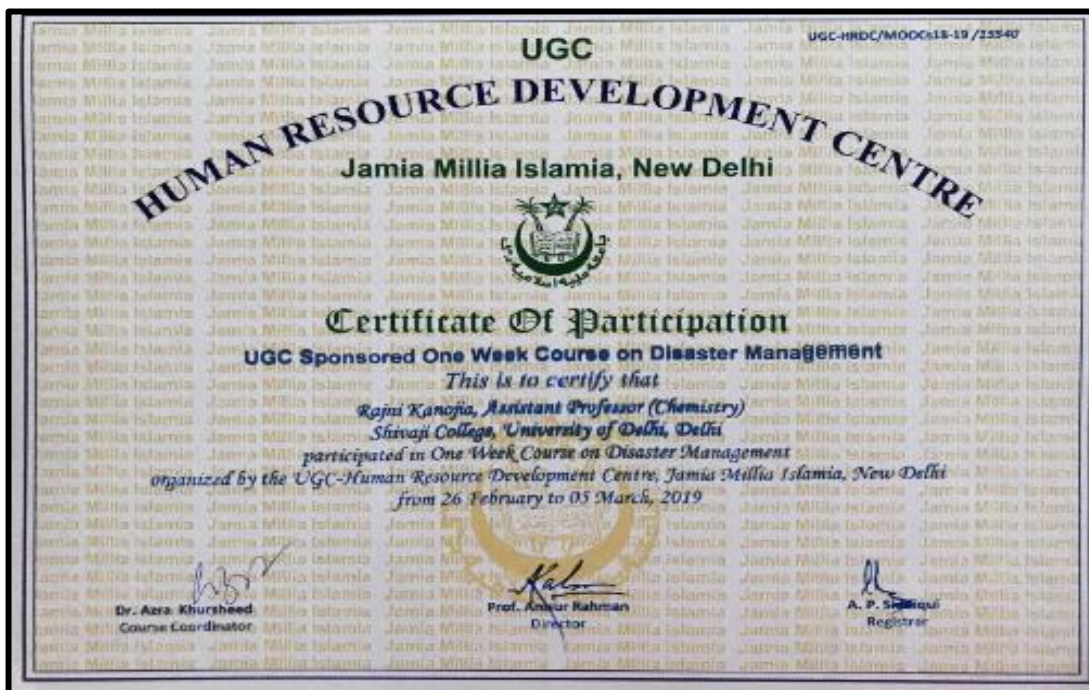 UGC-HRDC/MOOCs18-19/23540
UGC
HUMAN RESOURCE DEVELOPMENT CENTRE
Jamia Millia Islamia, New Delhi
Certificate Of Participation
UGC Sponsored One Week Course on Disaster Management
This is to certify that
Rajni Kanojia, Assistant Professor (Chemistry)
Shivaji College, University of Delhi, Delhi
participated in One Week Course on Disaster Management
organized by the UGC-Human Resource Development Centre, Jamia Millia Islamia, New Delhi
from 26 February to 05 March, 2019
Dr. Azra Khursheed
Course Coordinator
Prof. Anisur Rahman
Director
A. P. Siddiqui
Registrar